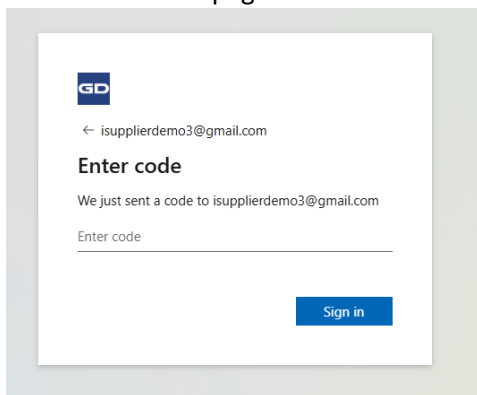 GD
← isupplierdemo3@gmail.com
Enter code
We just sent a code to isupplierdemo3@gmail.com
Enter code
Sign in